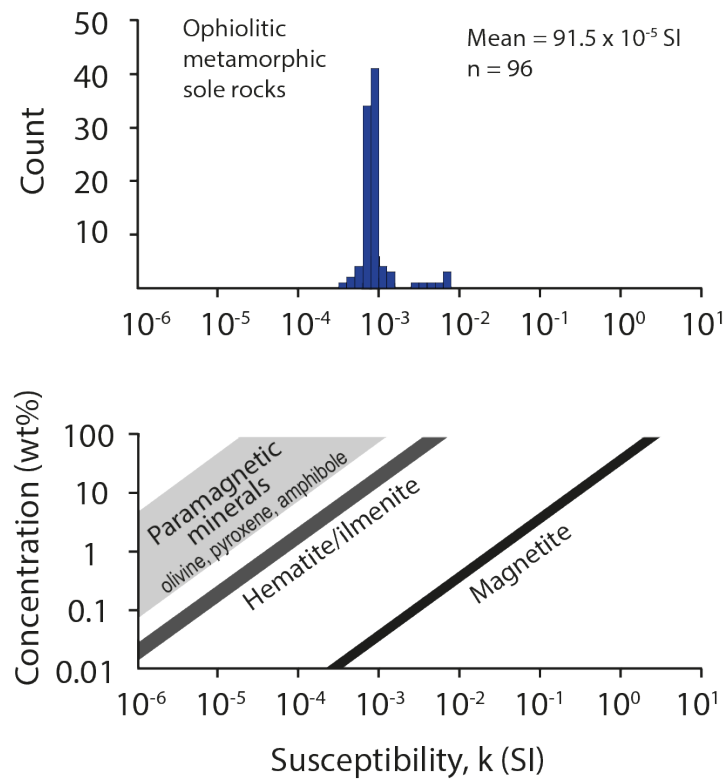 50
40
30
20
10
Count
Ophiolitic
metamorphic
sole rocks
Mean = 91.5 x 10⁻⁵ SI
n = 96
10⁻⁶ 10⁻⁵ 10⁻⁴ 10⁻³ 10⁻² 10⁻¹ 10⁰ 10¹
Concentration (wt%)
100
10
1
0.1
0.01
Paramagnetic
minerals
olivine, pyroxene, amphibole
Hematite/ilmenite
Magnetite
10⁻⁶ 10⁻⁵ 10⁻⁴ 10⁻³ 10⁻² 10⁻¹ 10⁰ 10¹
Susceptibility, k (SI)